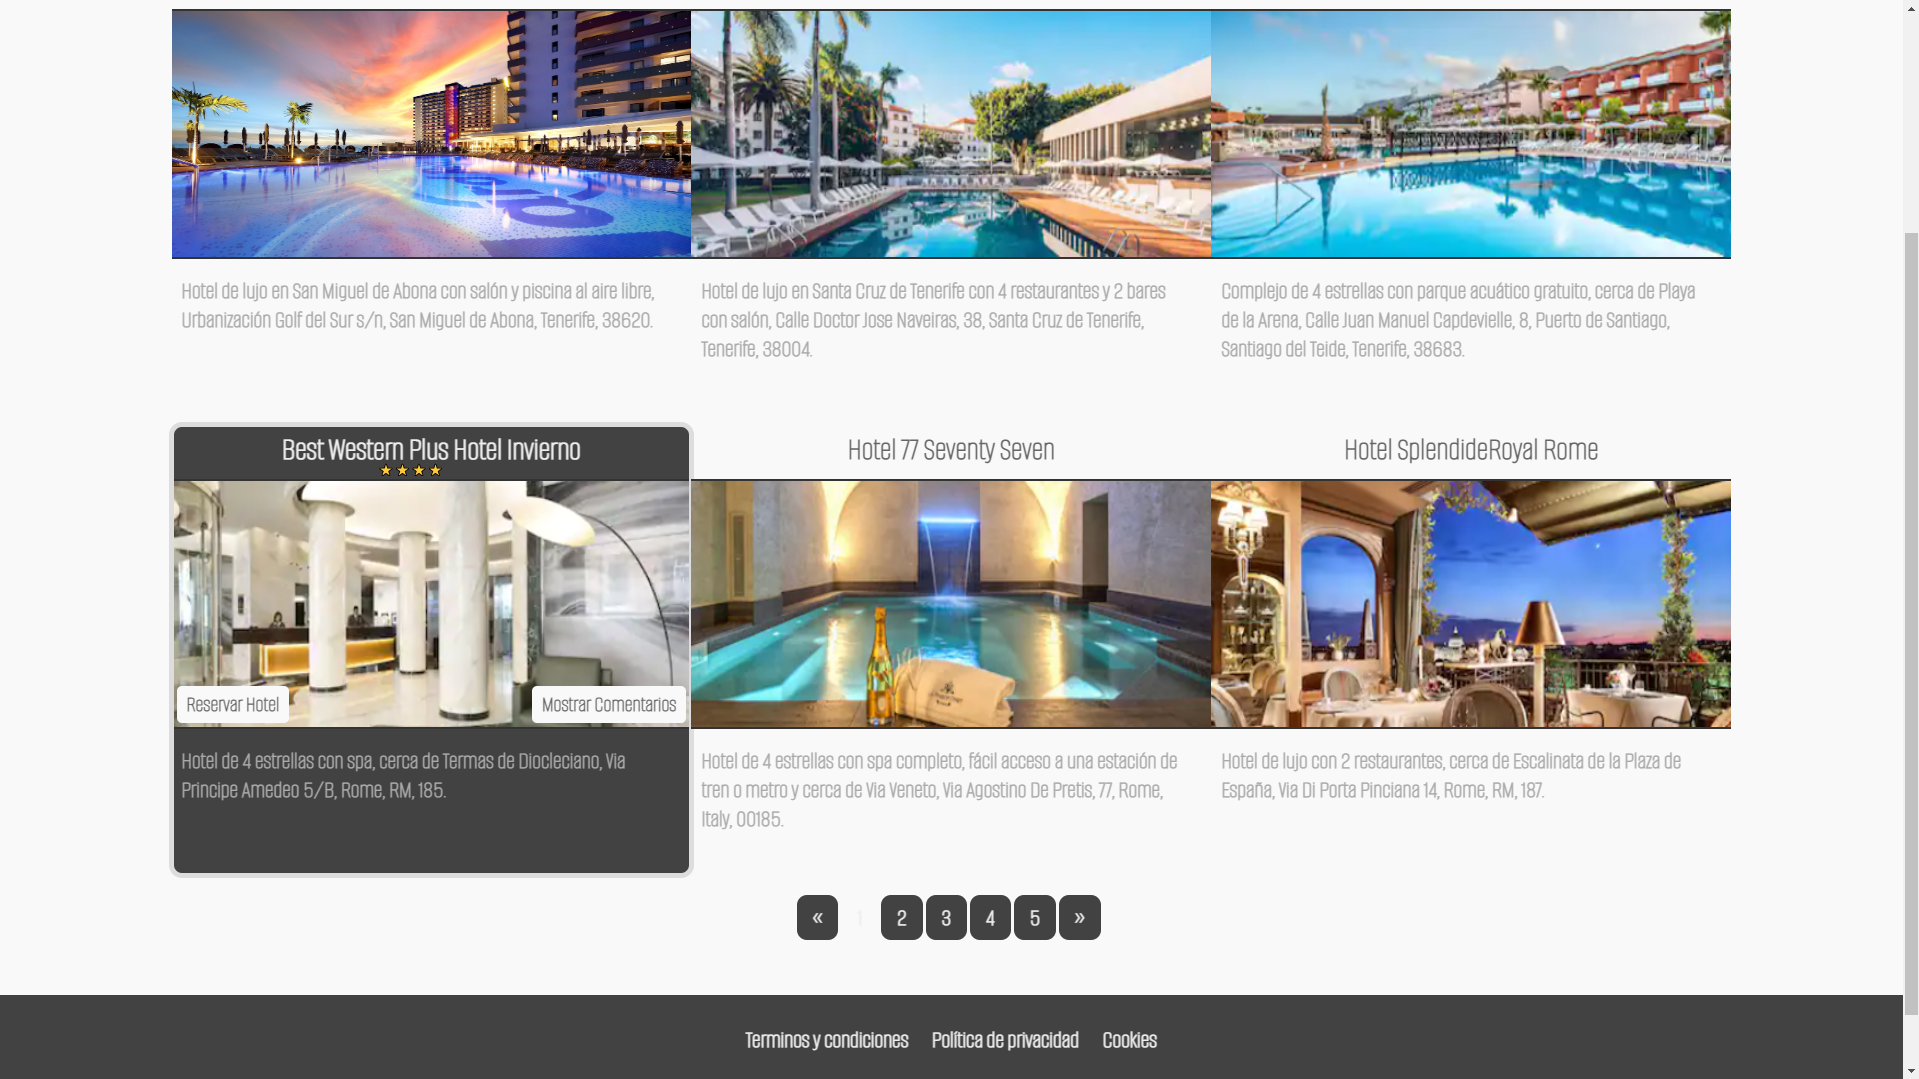 Hotel de lujo en San Miguel de Abona con salón y piscina al aire libre,
Urbanización Golf del Sur s/n, San Miguel de Abona, Tenerife, 38620.
Hotel de lujo en Santa Cruz de Tenerife con 4 restaurantes y 2 bares
con salón, Calle Doctor Jose Naveiras, 38, Santa Cruz de Tenerife,
Tenerife, 38004.
Complejo de 4 estrellas con parque acuático gratuito, cerca de Playa
de la Arena, Calle Juan Manuel Capdevielle, 8, Puerto de Santiago,
Santiago del Teide, Tenerife, 38683.
Best Western Plus Hotel Invierno
Reservar Hotel
Mostrar Comentarios
Hotel de 4 estrellas con spa, cerca de Termas de Diocleciano, Via
Principe Amedeo 5/B, Rome, RM, 185.
Hotel 77 Seventy Seven
Hotel de 4 estrellas con spa completo, fácil acceso a una estación de
tren o metro y cerca de Via Veneto, Via Agostino De Pretis, 77, Rome,
Italy, 00185.
Hotel SplendideRoyal Rome
Hotel de lujo con 2 restaurantes, cerca de Escalinata de la Plaza de
España, Via Di Porta Pinciana 14, Rome, RM, 187.
« 1 2 3 4 5 »
Terminos y condiciones Política de privacidad Cookies